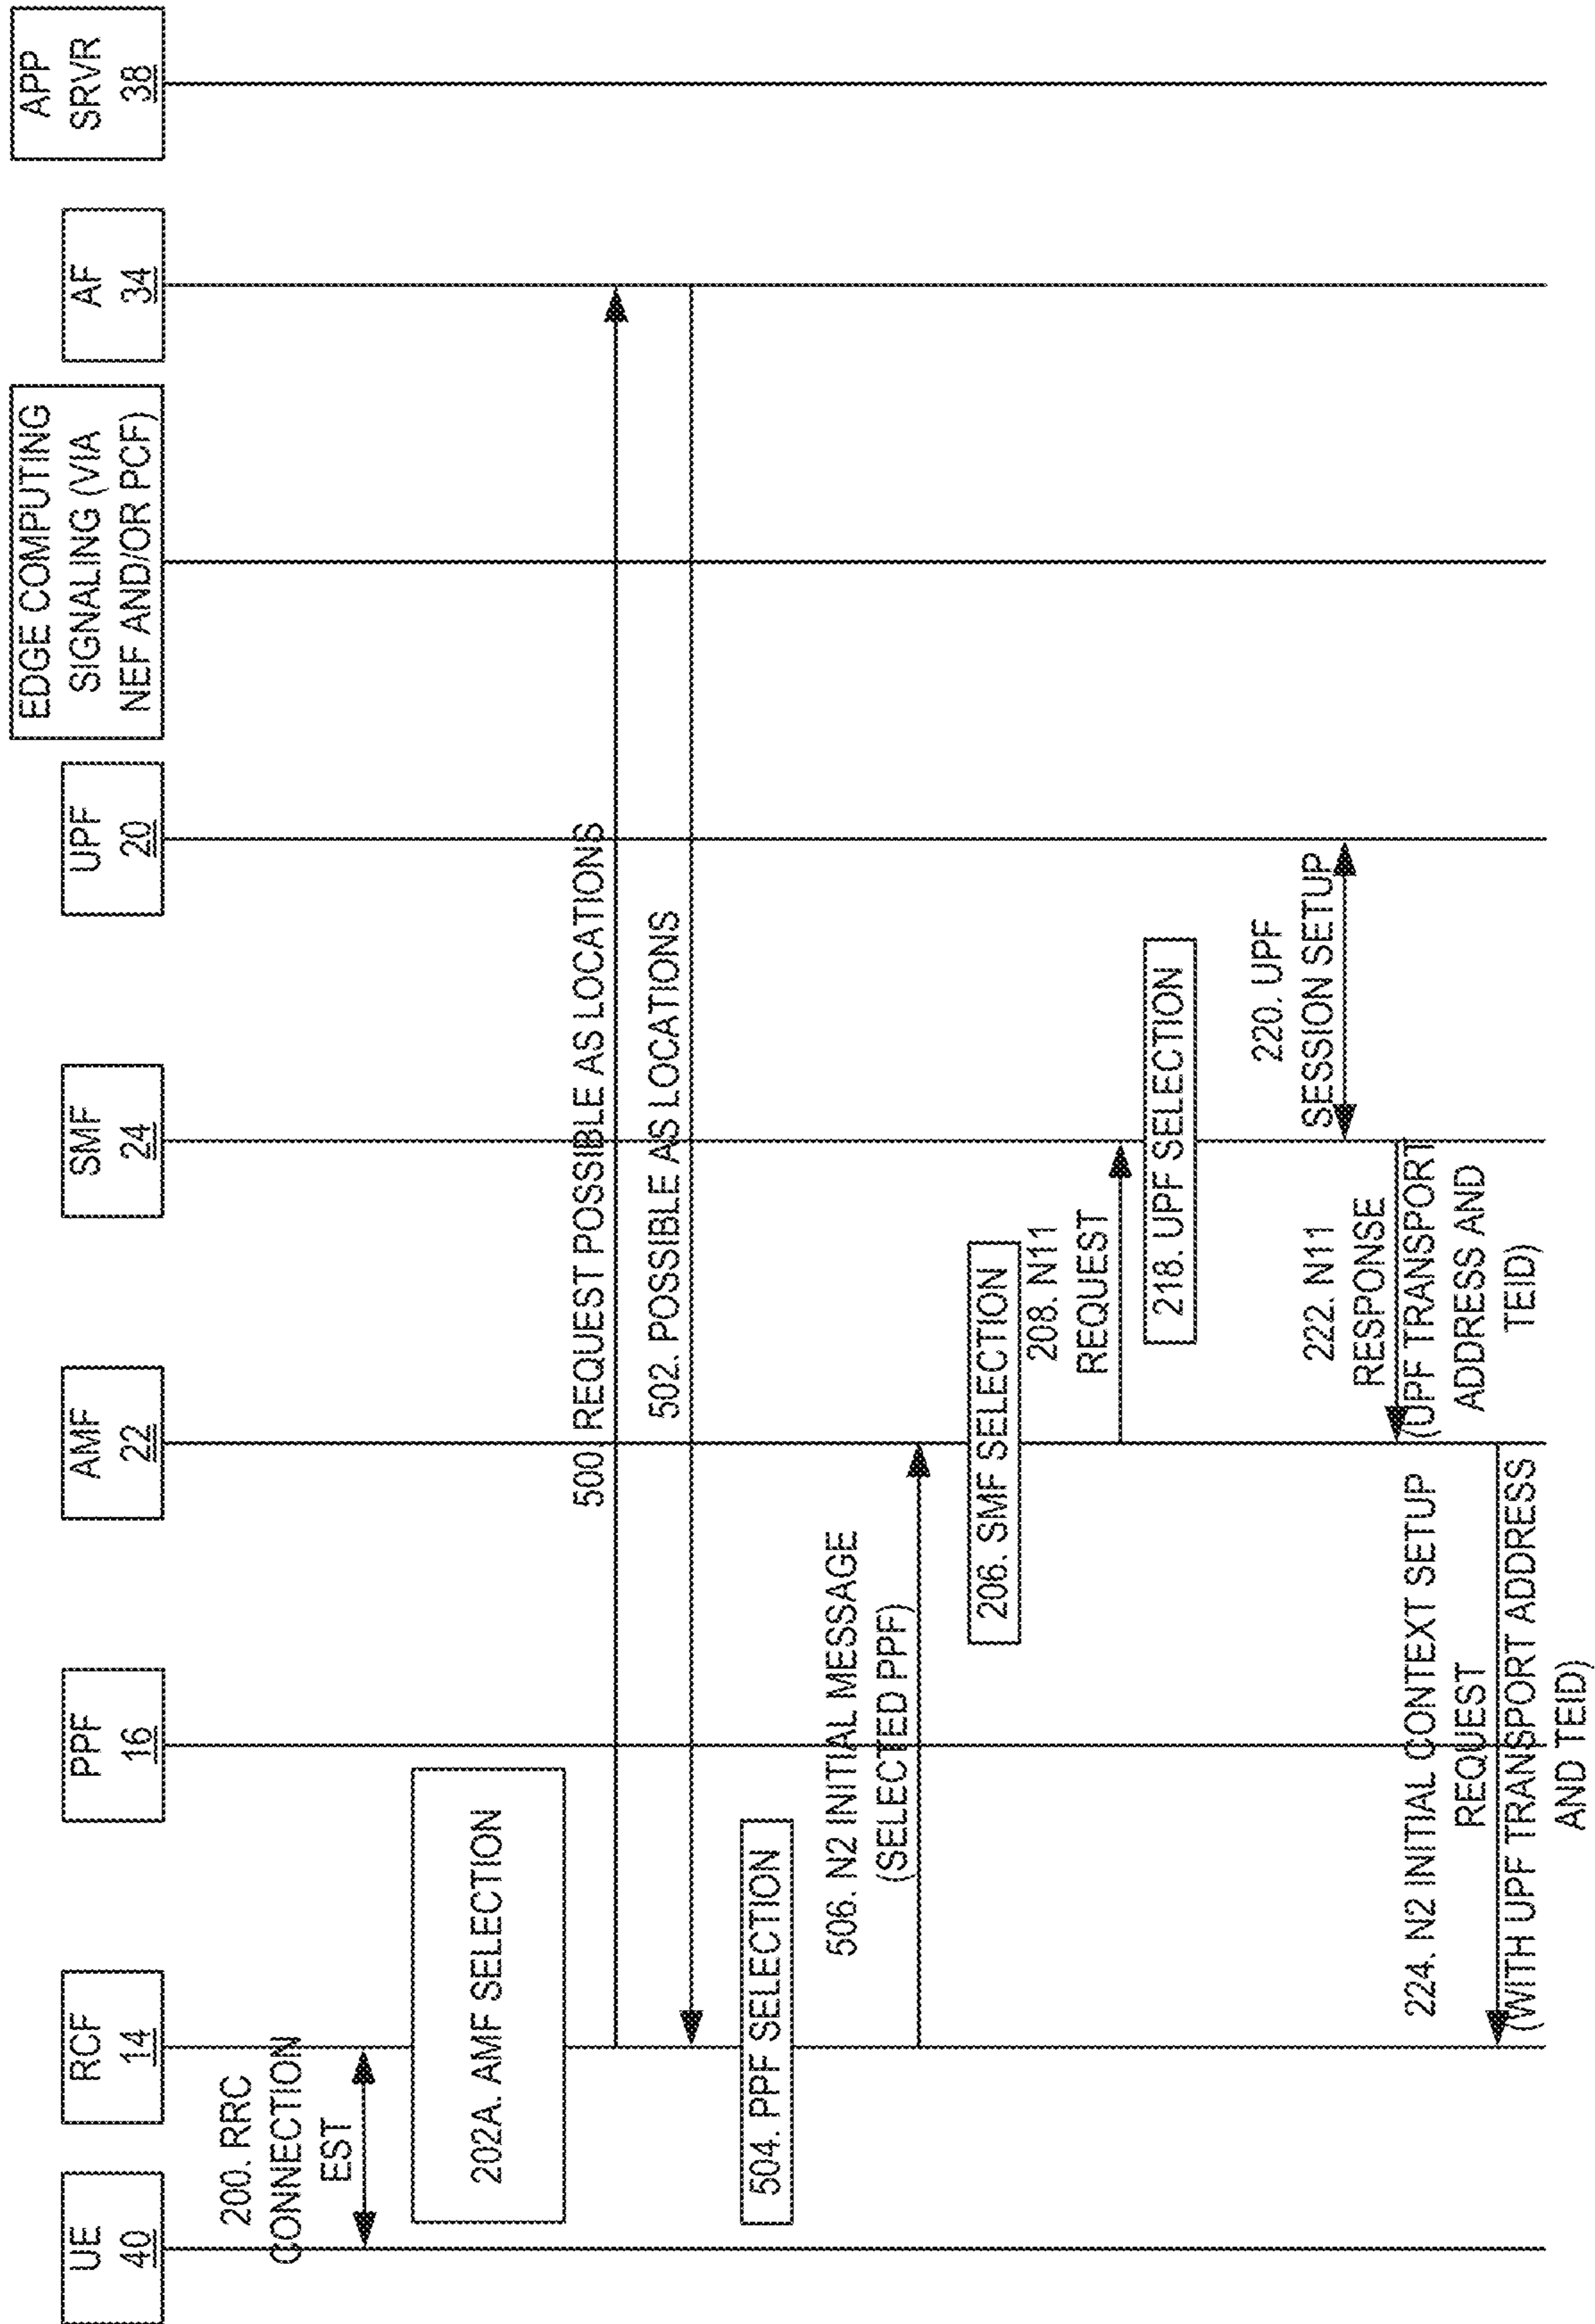 UE
40
RCF
14
PPF
16
AMF
22
SMF
24
UPF
20
EDGE COMPUTING
SIGNALING (VIA
NEF AND/OR PCF)
AF
34
APP
SRVR
38
200. RRC
CONNECTION
EST
202A. AMF SELECTION
500 REQUEST POSSIBLE AS LOCATIONS
502. POSSIBLE AS LOCATIONS
504. PPF SELECTION
506. N2 INITIAL MESSAGE
(SELECTED PPF)
206. SMF SELECTION
208. N11
REQUEST
218. UPF SELECTION
220. UPF
SESSION SETUP
222. N11
RESPONSE
(UPF TRANSPORT
ADDRESS AND
TEID)
224. N2 INITIAL CONTEXT SETUP
REQUEST
(WITH UPF TRANSPORT ADDRESS
AND TEID)